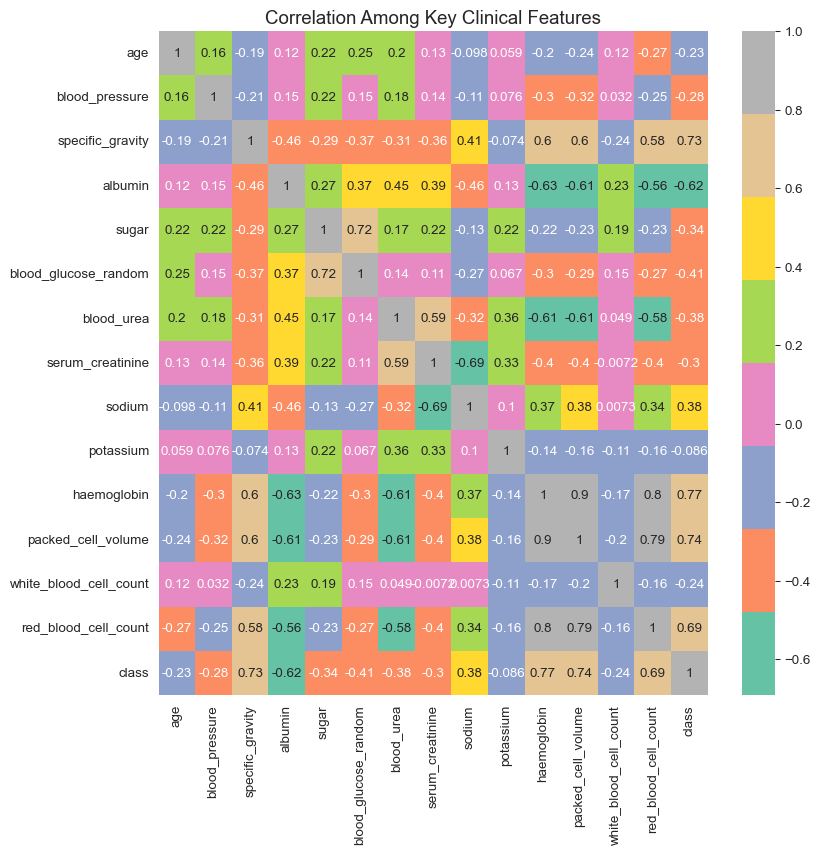 Correlation Among Key Clinical Features
age 1 0.16 -0.19 0.12 0.22 0.25 0.2 0.13 -0.098 0.059 -0.2 -0.24 0.12 -0.27 -0.23
blood_pressure 0.16 1 -0.21 0.15 0.22 0.15 0.18 0.14 -0.11 0.076 -0.3 -0.32 0.032 -0.25 -0.28
specific_gravity -0.19 -0.21 1 -0.46 -0.29 -0.37 -0.31 -0.36 0.41 -0.074 0.6 0.6 -0.24 0.58 0.73
albumin 0.12 0.15 -0.46 1 0.27 0.37 0.45 0.39 -0.46 0.13 -0.63 -0.61 0.23 -0.56 -0.62
sugar 0.22 0.22 -0.29 0.27 1 0.72 0.17 0.22 -0.13 0.22 -0.22 -0.23 0.19 -0.23 -0.34
blood_glucose_random 0.25 0.15 -0.37 0.37 0.72 1 0.14 0.11 -0.27 0.067 -0.3 -0.29 0.15 -0.27 -0.41
blood_urea 0.2 0.18 -0.31 0.45 0.17 0.14 1 0.59 -0.32 0.36 -0.61 -0.61 0.049 -0.58 -0.38
serum_creatinine 0.13 0.14 -0.36 0.39 0.22 0.11 0.59 1 -0.69 0.33 -0.4 -0.4 -0.0072 -0.4 -0.3
sodium -0.098 -0.11 0.41 -0.46 -0.13 -0.27 -0.32 -0.69 1 0.1 0.37 0.38 0.0073 0.34 0.38
potassium 0.059 0.076 -0.074 0.13 0.22 0.067 0.36 0.33 0.1 1 -0.14 -0.16 -0.11 -0.16 -0.086
haemoglobin -0.2 -0.3 0.6 -0.63 -0.22 -0.3 -0.61 -0.4 0.37 -0.14 1 0.9 -0.17 0.8 0.77
packed_cell_volume -0.24 -0.32 0.6 -0.61 -0.23 -0.29 -0.61 -0.4 0.38 -0.16 0.9 1 -0.2 0.79 0.74
white_blood_cell_count 0.12 0.032 -0.24 0.23 0.19 0.15 0.049 -0.0072 0.0073 -0.11 -0.17 -0.2 1 -0.16 -0.24
red_blood_cell_count -0.27 -0.25 0.58 -0.56 -0.23 -0.27 -0.58 -0.4 0.34 -0.16 0.8 0.79 -0.16 1 0.69
class -0.23 -0.28 0.73 -0.62 -0.34 -0.41 -0.38 -0.3 0.38 -0.086 0.77 0.74 -0.24 0.69 1
age
blood_pressure
specific_gravity
albumin
sugar
blood_glucose_random
blood_urea
serum_creatinine
sodium
potassium
haemoglobin
packed_cell_volume
white_blood_cell_count
red_blood_cell_count
class
1.0
0.8
0.6
0.4
0.2
0.0
−0.2
−0.4
−0.6